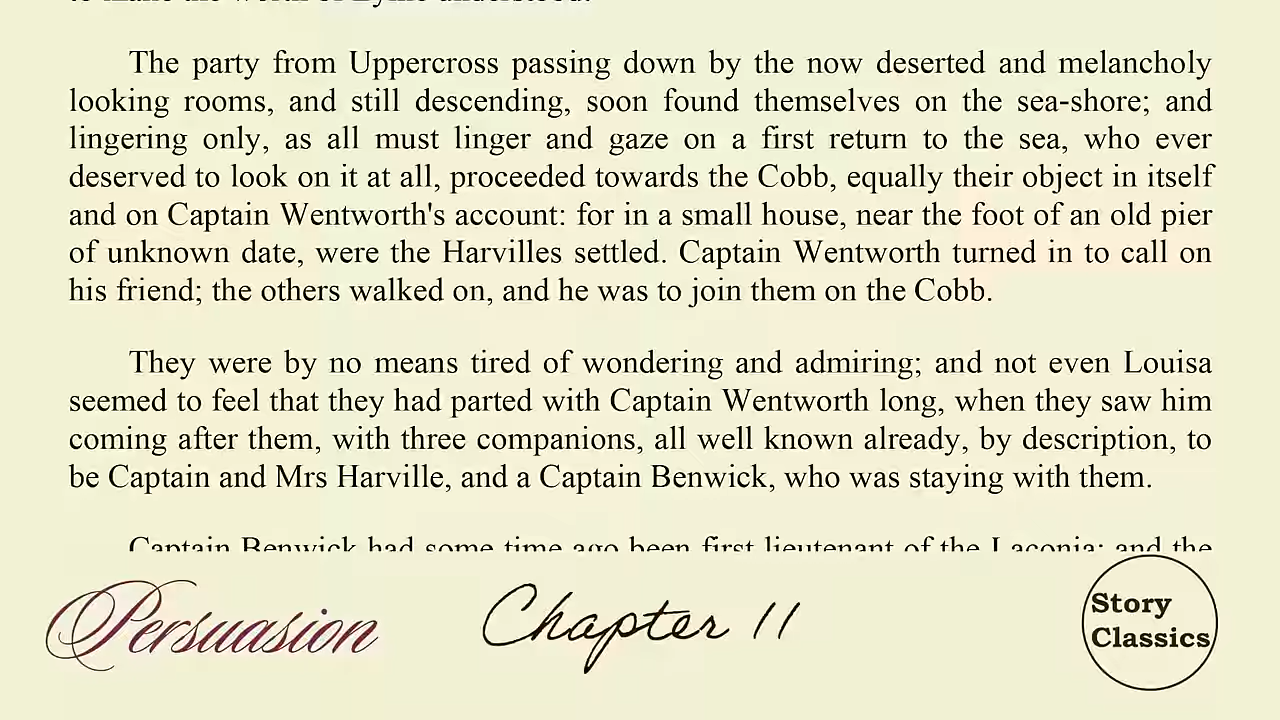 to make the worth of Lyme understood.
The party from Uppercross passing down by the now deserted and melancholy
looking rooms, and still descending, soon found themselves on the sea-shore; and
lingering only, as all must linger and gaze on a first return to the sea, who ever
deserved to look on it at all, proceeded towards the Cobb, equally their object in itself
and on Captain Wentworth's account: for in a small house, near the foot of an old pier
of unknown date, were the Harvilles settled. Captain Wentworth turned in to call on
his friend; the others walked on, and he was to join them on the Cobb.
They were by no means tired of wondering and admiring; and not even Louisa
seemed to feel that they had parted with Captain Wentworth long, when they saw him
coming after them, with three companions, all well known already, by description, to
be Captain and Mrs Harville, and a Captain Benwick, who was staying with them.
Captain Benwick had some time ago been first lieutenant of the Laconia; and the
Persuasion
Chapter 11
Story
Classics